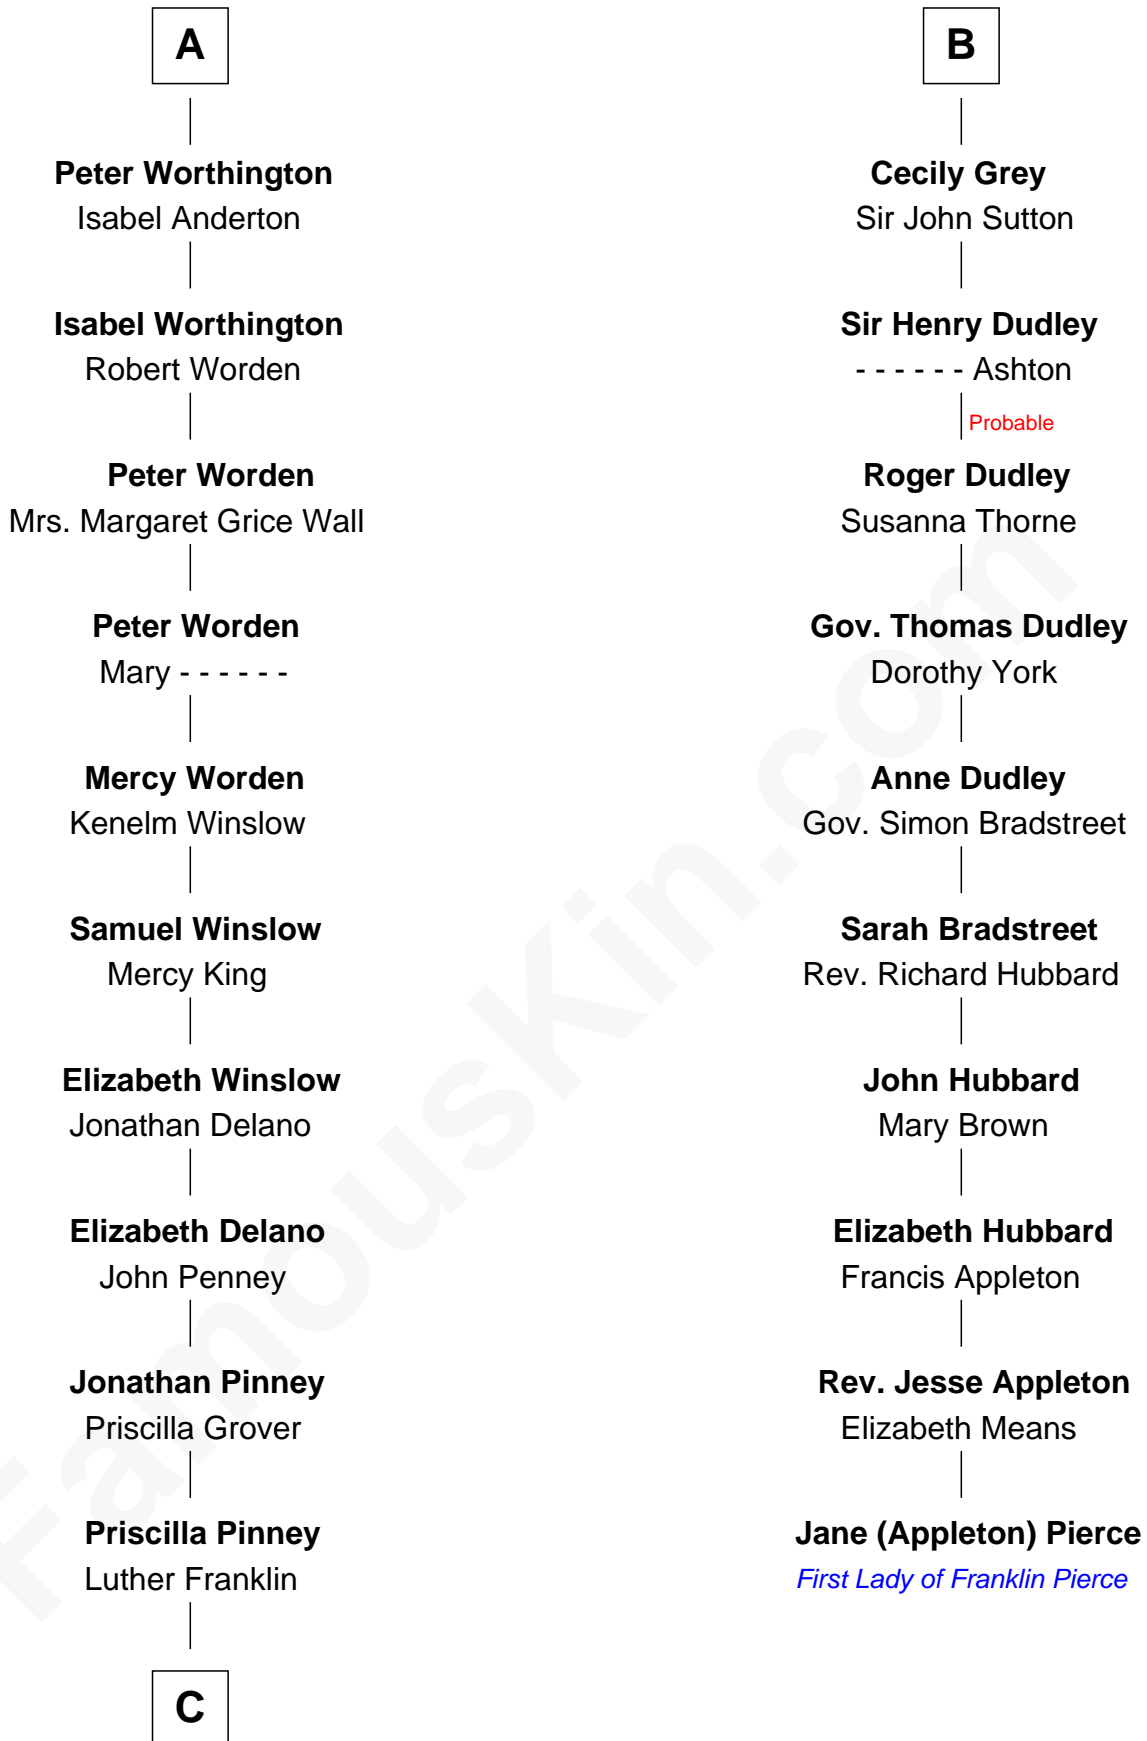 A
Peter Worthington
Isabel Anderton
Isabel Worthington
Robert Worden
Peter Worden
Mrs. Margaret Grice Wall
Peter Worden
Mary - - - - - -
Mercy Worden
Kenelm Winslow
Samuel Winslow
Mercy King
Elizabeth Winslow
Jonathan Delano
Elizabeth Delano
John Penney
Jonathan Pinney
Priscilla Grover
Priscilla Pinney
Luther Franklin
C
B
Cecily Grey
Sir John Sutton
Sir Henry Dudley
- - - - - - Ashton
Probable
Roger Dudley
Susanna Thorne
Gov. Thomas Dudley
Dorothy York
Anne Dudley
Gov. Simon Bradstreet
Sarah Bradstreet
Rev. Richard Hubbard
John Hubbard
Mary Brown
Elizabeth Hubbard
Francis Appleton
Rev. Jesse Appleton
Elizabeth Means
Jane (Appleton) Pierce
First Lady of Franklin Pierce
FamousKin.com